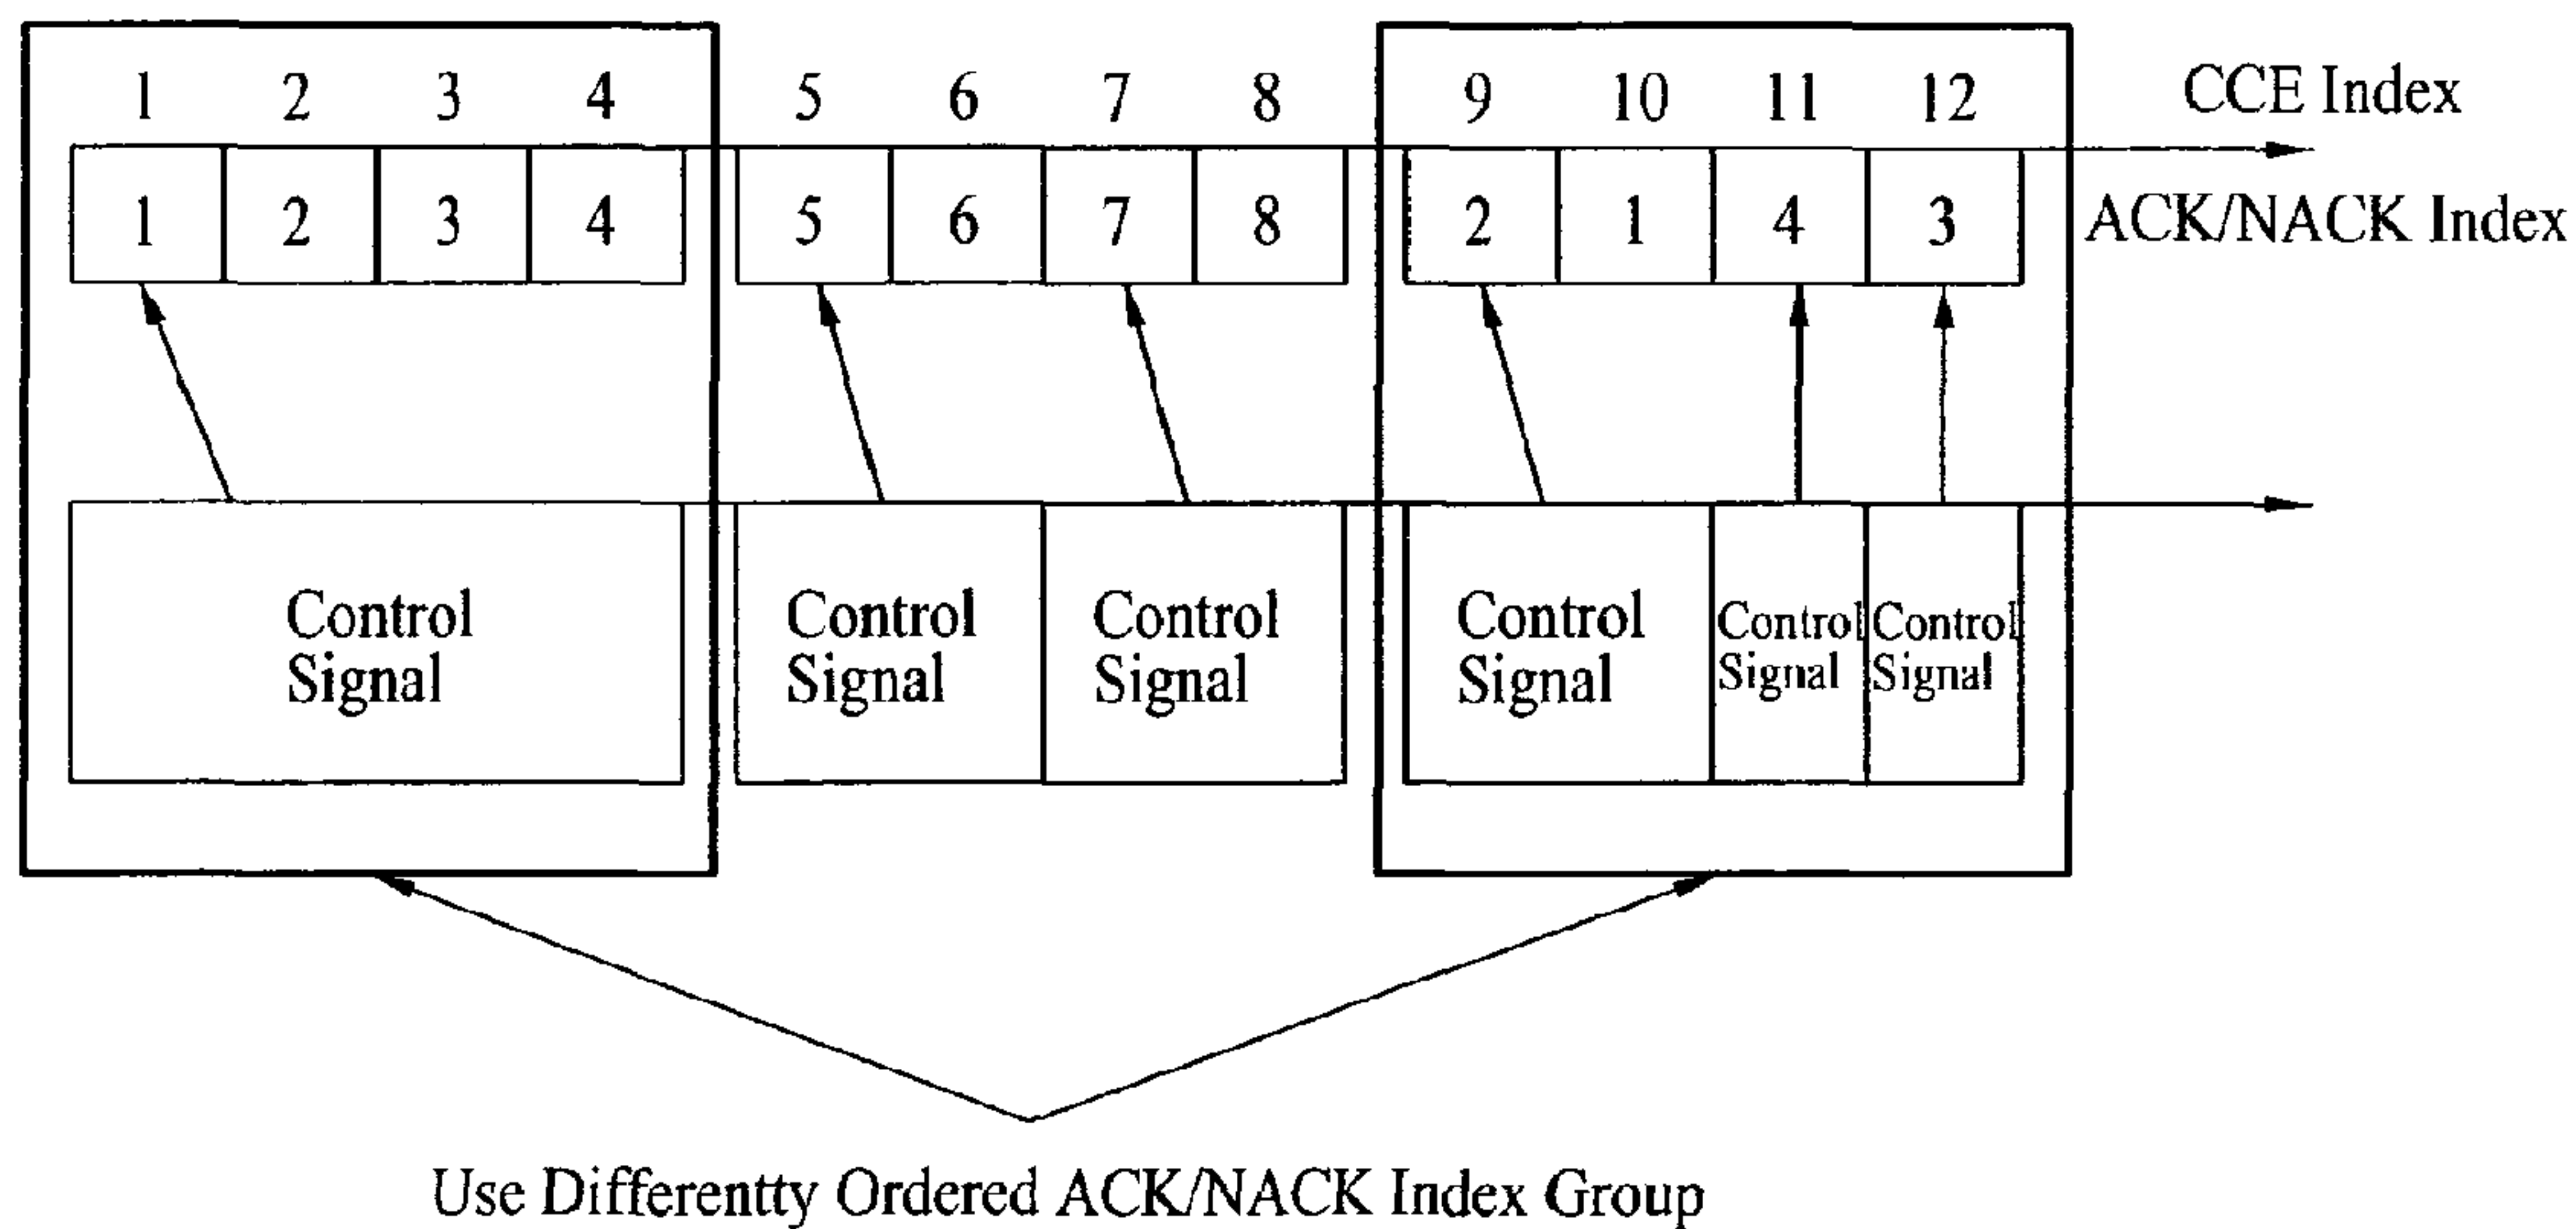 1 2 3 4 5 6 7 8 9 10 11 12 CCE Index
1 2 3 4 5 6 7 8 2 1 4 3 ACK/NACK Index
Control
Signal
Control
Signal
Control
Signal
Control
Signal
Control
Signal
Control
Signal
Use Differentty Ordered ACK/NACK Index Group